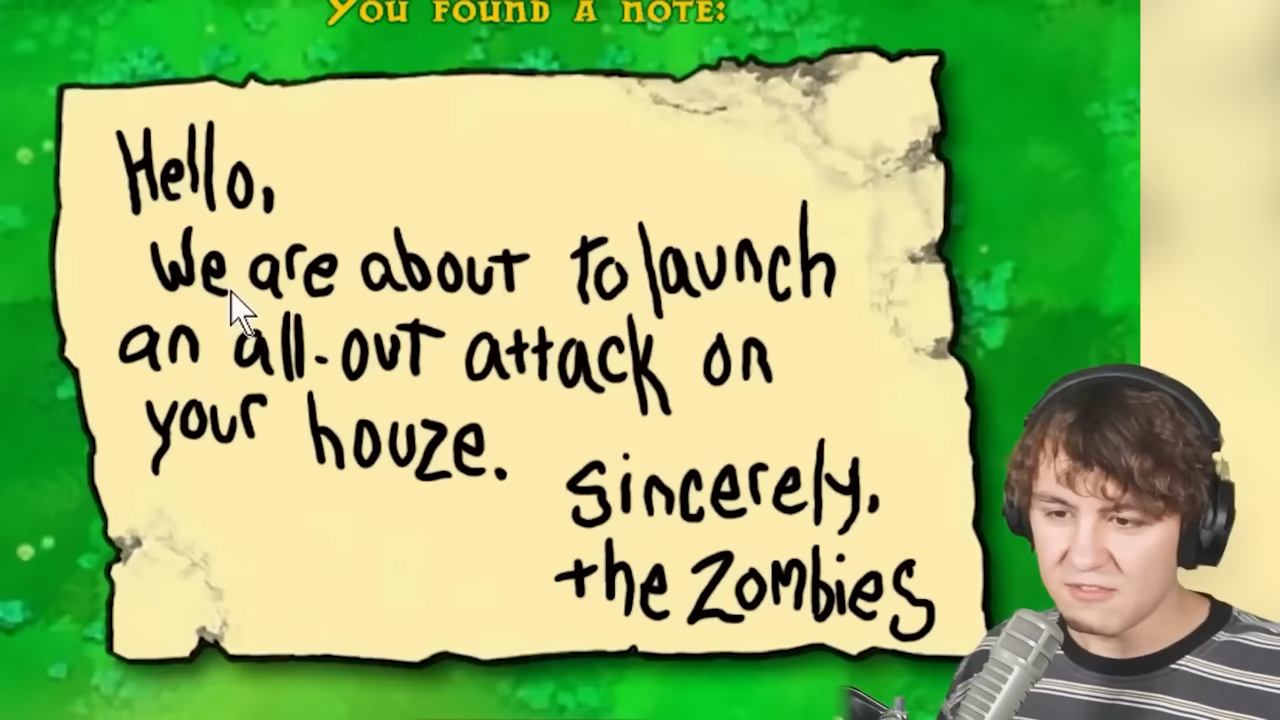 You found a note:
Hello,
We are about to launch
an all-out attack on
your houze.
Sincerely,
the Zombies